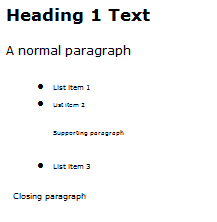 Heading 1 Text
A normal paragraph
List item 1
List item 2
Supporting paragraph
List item 3
Closing paragraph